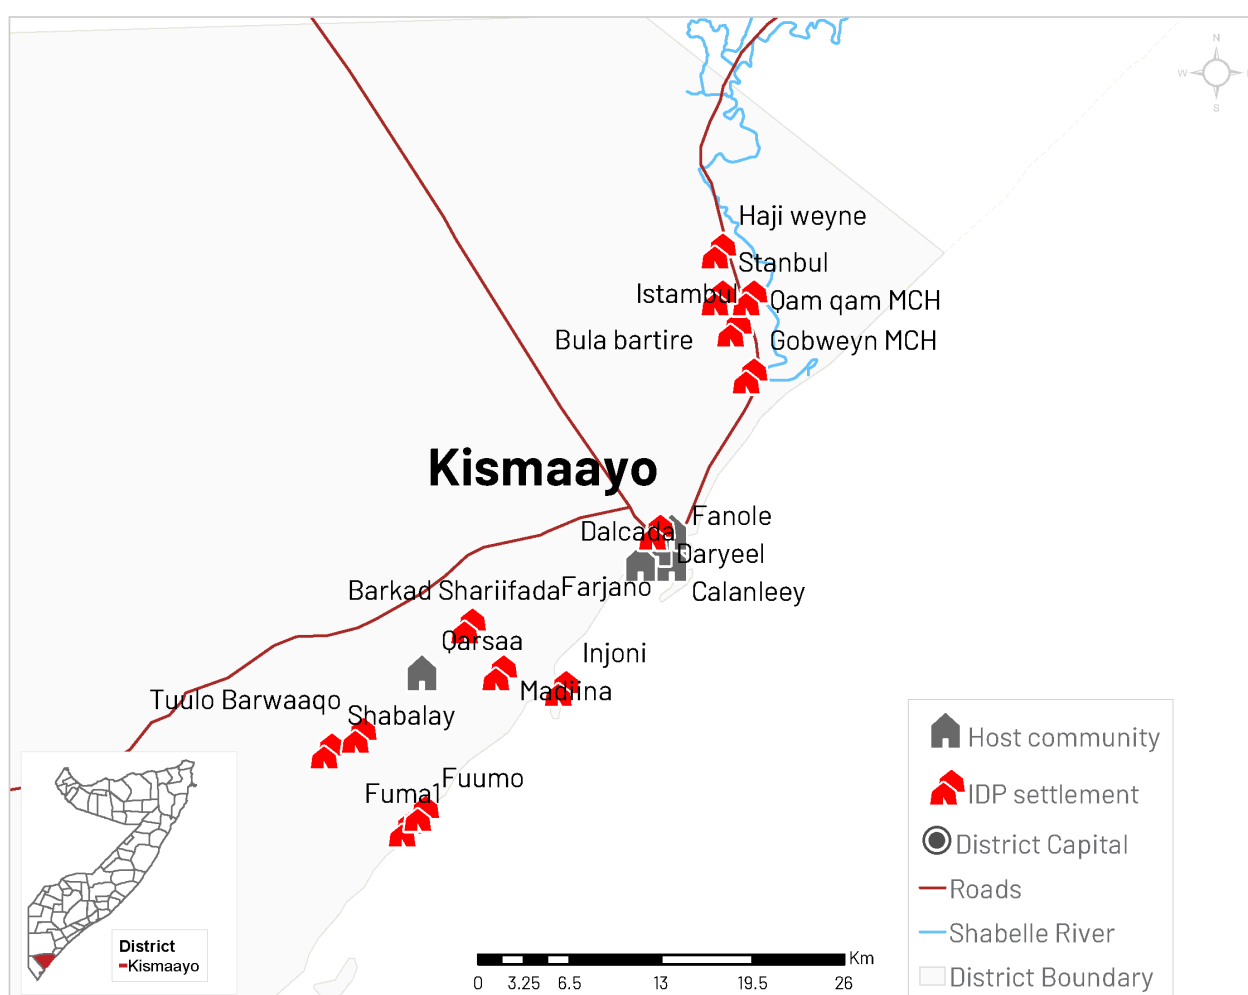 N
W
S
Haji weyne
Stanbul
Istambul
Qam qam MCH
Bula bartire
Gobweyn MCH
Kismaayo
Fanole
Dalcada
Daryeel
Barkad Shariifada
Farjano
Calanleey
Qarsaa
Injoni
Madiina
Tuulo Barwaaqo
Shabalay
Fuumo
Fuma1
Host community
IDP settlement
District Capital
Roads
Shabelle River
District Boundary
District
Kismaayo
Km
0 3.25 6.5 13 19.5 26